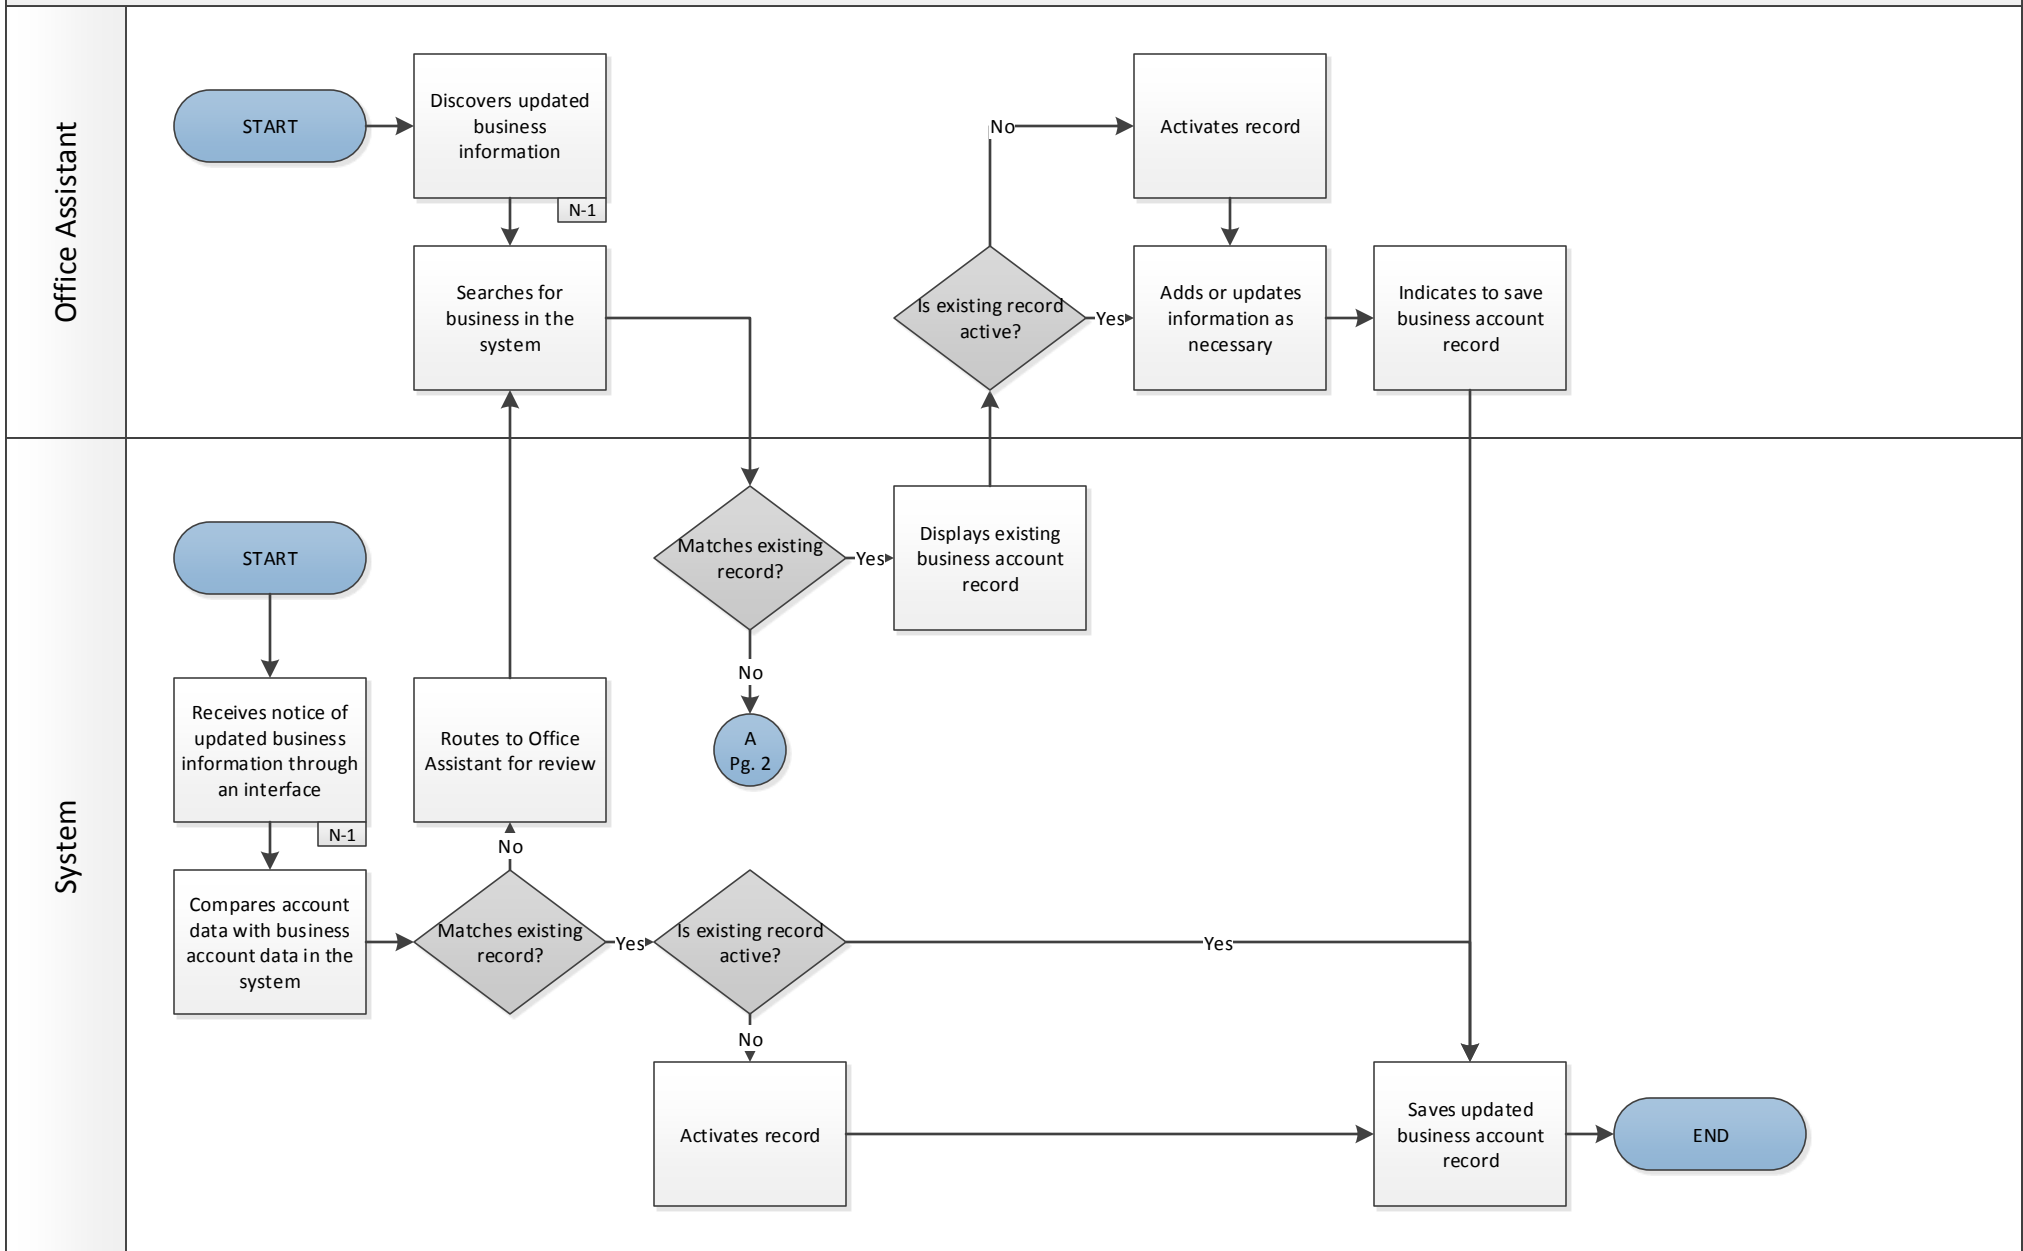 Office Assistant
START
Discovers updated
business
information
N-1
Searches for
business in the
system
No
Activates record
Is existing record
active?
Yes
Adds or updates
information as
necessary
Indicates to save
business account
record
System
START
Receives notice of
updated business
information through
an interface
N-1
Compares account
data with business
account data in the
system
Routes to Office
Assistant for review
No
Matches existing
record?
Yes
Matches existing
record?
Yes
Displays existing
business account
record
No
A
Pg. 2
Is existing record
active?
Yes
No
Activates record
Saves updated
business account
record
END